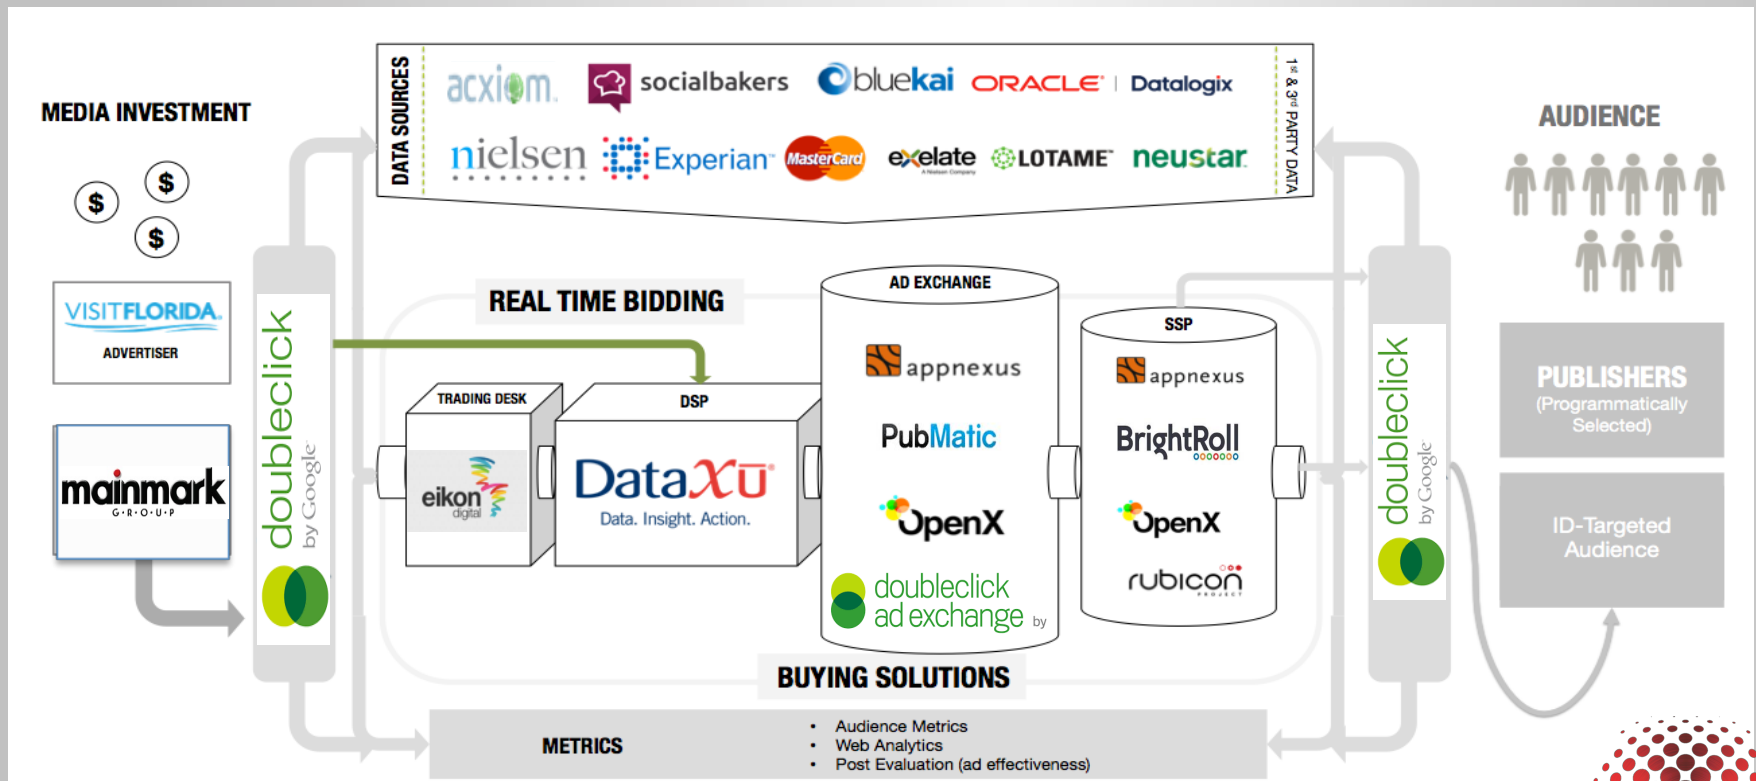 MEDIA INVESTMENT
$
$
$
VISITFLORIDA.
ADVERTISER
mainmark
G·R·O·U·P
doubleclick
by Google
DATA SOURCES
acxiom.
socialbakers
bluekai
ORACLE | Datalogix
nielsen
Experian™
MasterCard
eXelate
A Nielsen Company
LOTAME™
neustar.
1st & 3rd PARTY DATA
REAL TIME BIDDING
TRADING DESK
eikon
digital
DSP
DataXū®
Data. Insight. Action.
AD EXCHANGE
appnexus
PubMatic
OpenX
doubleclick
ad exchange by
SSP
appnexus
BrightRoll
OpenX
rubicon
PROJECT
BUYING SOLUTIONS
METRICS
• Audience Metrics
• Web Analytics
• Post Evaluation (ad effectiveness)
doubleclick
by Google
AUDIENCE
PUBLISHERS
(Programmatically
Selected)
ID-Targeted
Audience